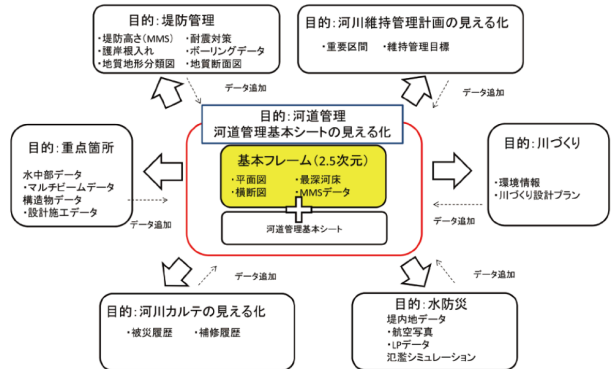 目的:堤防管理
・堤防高さ(MMS) ・耐震対策
・護岸根入れ ・ボーリングデータ
・地質地形分類図 ・地質断面図
目的:河川維持管理計画の見える化
・重要区間 ・維持管理目標
データ追加
データ追加
目的:河道管理
河道管理基本シートの見える化
目的:重点箇所
水中部データ
・マルチビームデータ
構造物データ
・設計施工データ
データ追加
基本フレーム(2.5次元)
・平面図 ・最深河床
・横断図 ・MMSデータ
河道管理基本シート
目的:川づくり
・環境情報
・川づくり設計プラン
データ追加
データ追加
データ追加
目的:河川カルテの見える化
・被災履歴 ・補修履歴
目的:水防災
堤内地データ
・航空写真
・LPデータ
氾濫シミュレーション